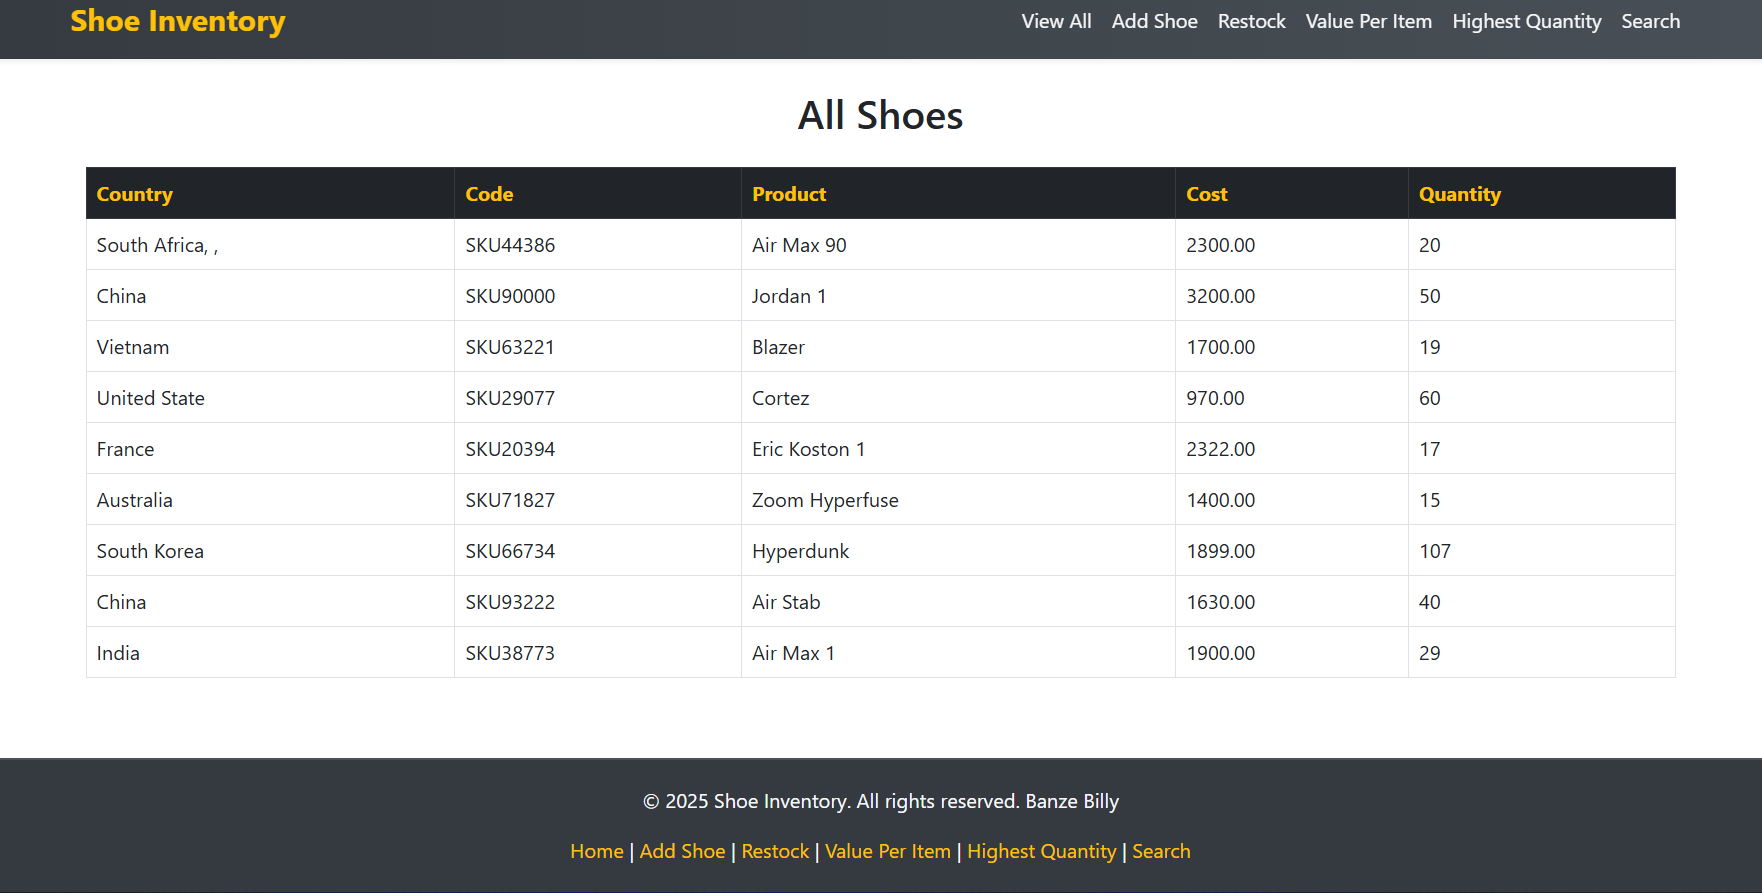 Shoe Inventory View All Add Shoe Restock Value Per Item Highest Quantity Search
All Shoes
Country Code Product Cost Quantity
South Africa, , SKU44386 Air Max 90 2300.00 20
China SKU90000 Jordan 1 3200.00 50
Vietnam SKU63221 Blazer 1700.00 19
United State SKU29077 Cortez 970.00 60
France SKU20394 Eric Koston 1 2322.00 17
Australia SKU71827 Zoom Hyperfuse 1400.00 15
South Korea SKU66734 Hyperdunk 1899.00 107
China SKU93222 Air Stab 1630.00 40
India SKU38773 Air Max 1 1900.00 29
© 2025 Shoe Inventory. All rights reserved. Banze Billy
Home | Add Shoe | Restock | Value Per Item | Highest Quantity | Search